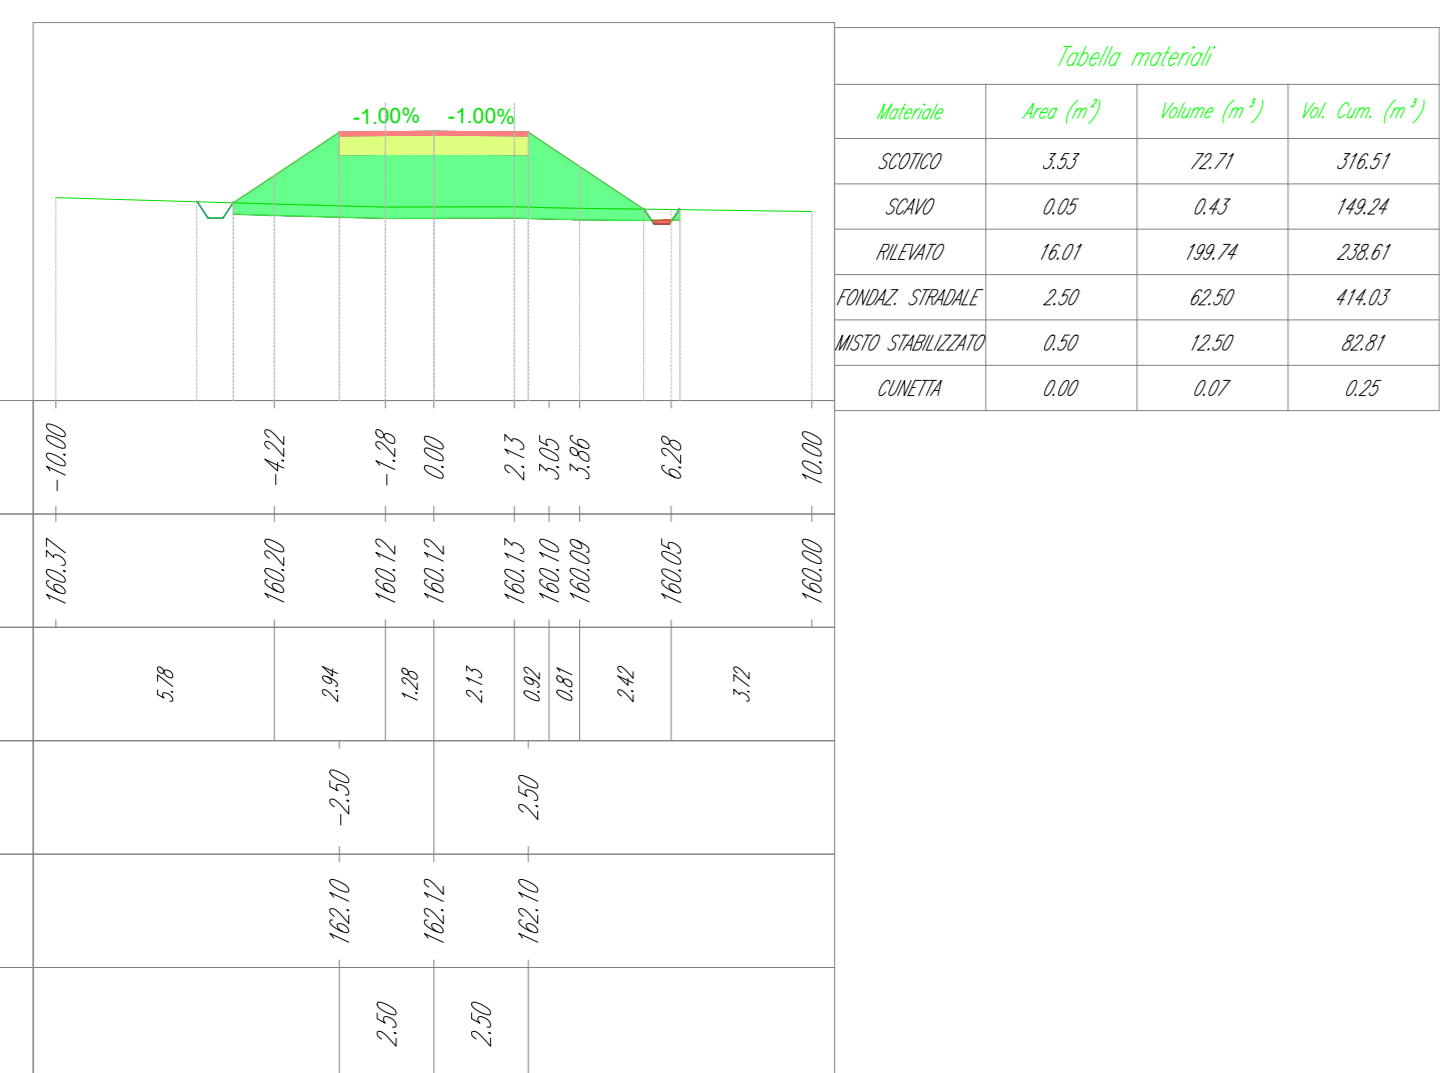 -1.00% -1.00%
Tabella materiali
Materiale Area (m²) Volume (m³) Vol. Cum. (m³)
SCOTICO 3.53 72.71 316.51
SCAVO 0.05 0.43 149.24
RILEVATO 16.01 199.74 238.61
FONDAZ. STRADALE 2.50 62.50 414.03
MISTO STABILIZZATO 0.50 12.50 82.81
CUNETTA 0.00 0.07 0.25
-10.00 -4.22 -1.28 0.00 2.13 3.05 3.86 6.28 10.00
160.37 160.20 160.12 160.12 160.13 160.10 160.09 160.05 160.00
5.78 2.94 1.28 2.13 0.92 0.81 2.42 3.72
-2.50 2.50
162.10 162.12 162.10
2.50 2.50